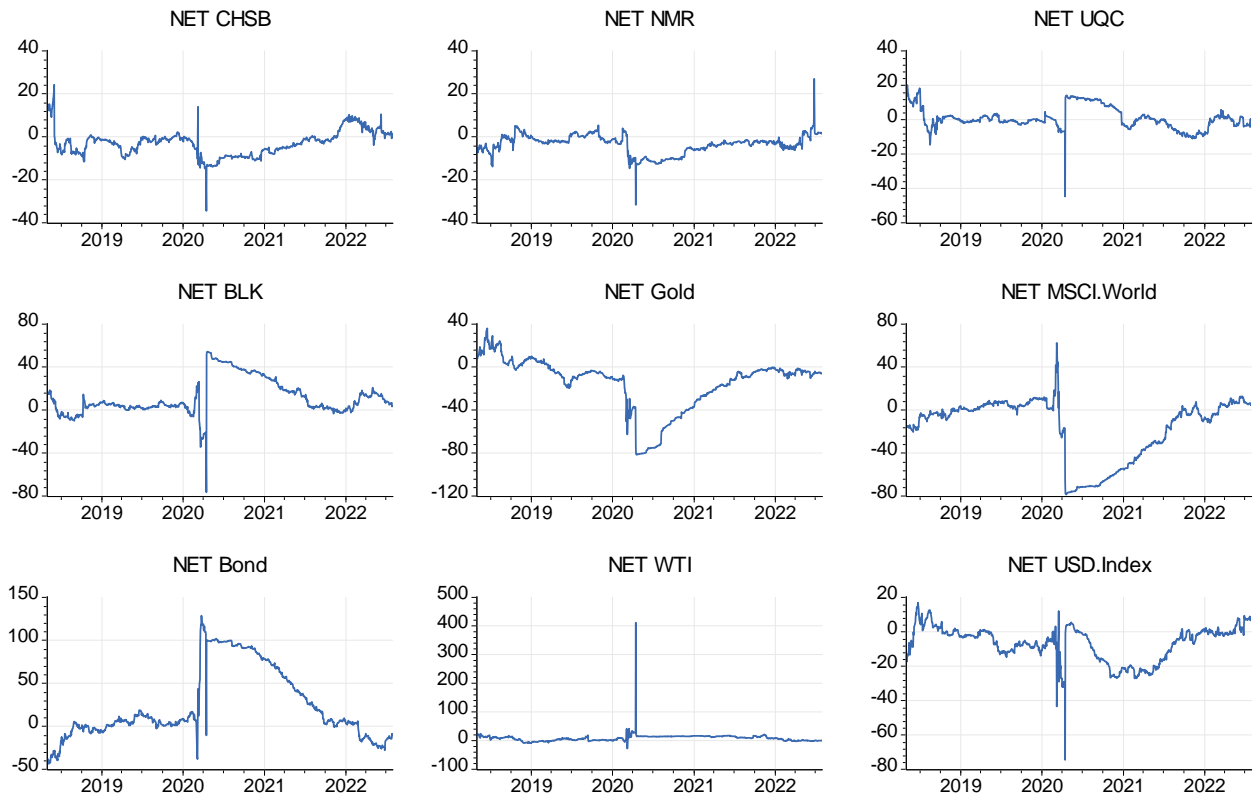 NET CHSB
40
20
0
-20
-40
2019 2020 2021 2022
NET NMR
40
20
0
-20
-40
2019 2020 2021 2022
NET UQC
40
20
0
-20
-40
-60
2019 2020 2021 2022
NET BLK
80
40
0
-40
-80
2019 2020 2021 2022
NET Gold
40
0
-40
-80
-120
2019 2020 2021 2022
NET MSCI.World
80
40
0
-40
-80
2019 2020 2021 2022
NET Bond
150
100
50
0
-50
2019 2020 2021 2022
NET WTI
500
400
300
200
100
0
-100
2019 2020 2021 2022
NET USD.Index
20
0
-20
-40
-60
-80
2019 2020 2021 2022